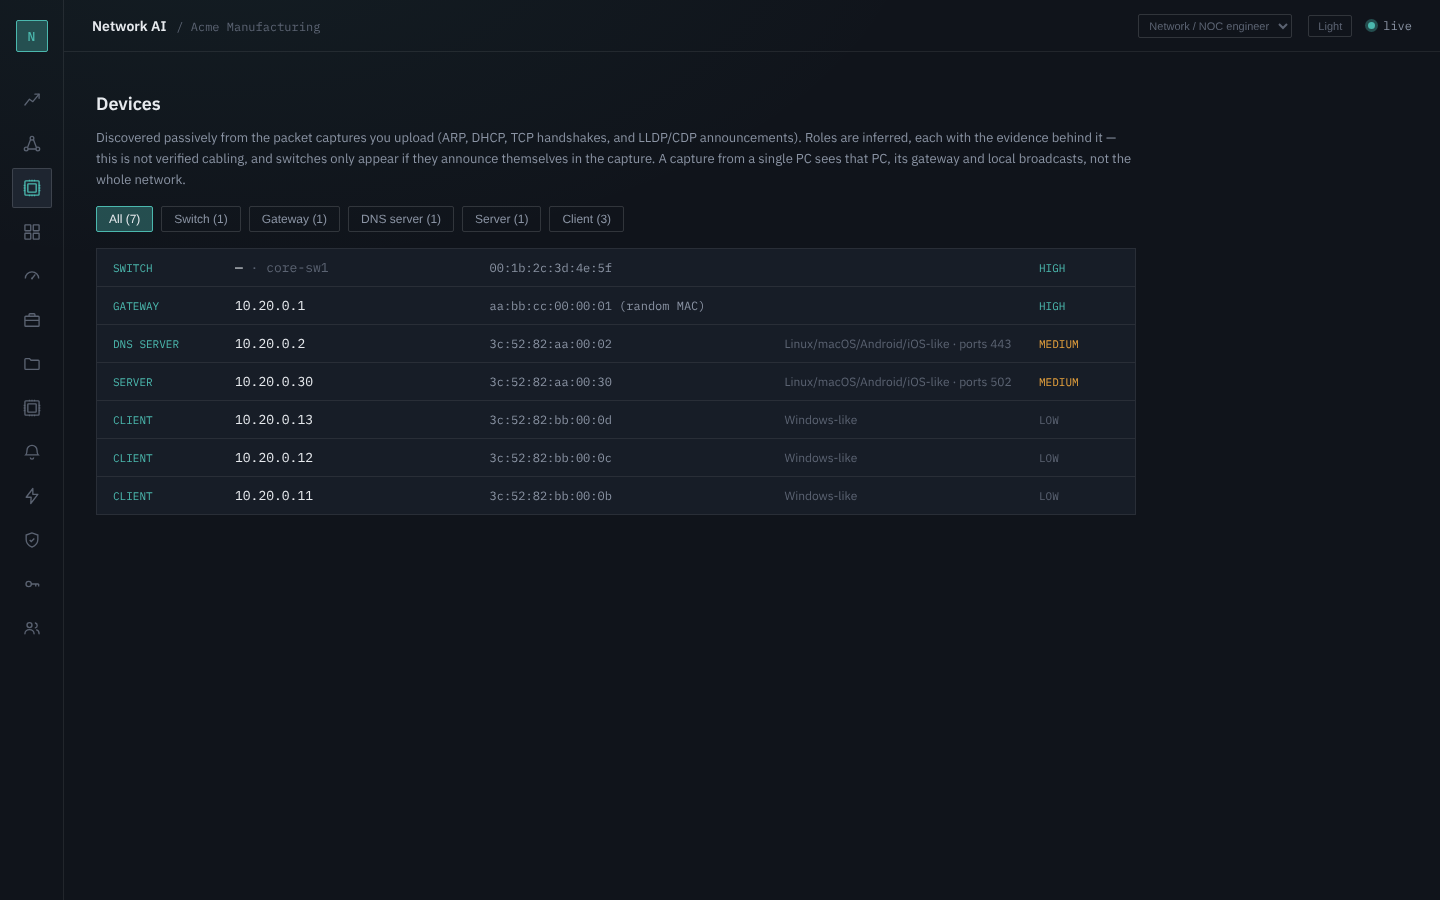 N
Network AI / Acme Manufacturing
Network / NOC engineer
Light
live
Devices
Discovered passively from the packet captures you upload (ARP, DHCP, TCP handshakes, and LLDP/CDP announcements). Roles are inferred, each with the evidence behind it —
this is not verified cabling, and switches only appear if they announce themselves in the capture. A capture from a single PC sees that PC, its gateway and local broadcasts, not the
whole network.
All (7) Switch (1) Gateway (1) DNS server (1) Server (1) Client (3)
SWITCH — · core-sw1 00:1b:2c:3d:4e:5f HIGH
GATEWAY 10.20.0.1 aa:bb:cc:00:00:01 (random MAC) HIGH
DNS SERVER 10.20.0.2 3c:52:82:aa:00:02 Linux/macOS/Android/iOS-like · ports 443 MEDIUM
SERVER 10.20.0.30 3c:52:82:aa:00:30 Linux/macOS/Android/iOS-like · ports 502 MEDIUM
CLIENT 10.20.0.13 3c:52:82:bb:00:0d Windows-like LOW
CLIENT 10.20.0.12 3c:52:82:bb:00:0c Windows-like LOW
CLIENT 10.20.0.11 3c:52:82:bb:00:0b Windows-like LOW